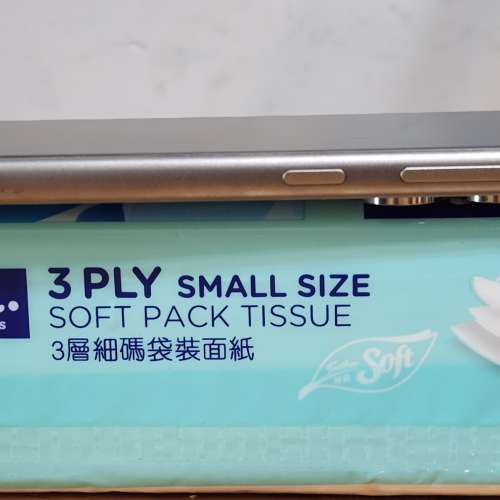 3 PLY SMALL SIZE
SOFT PACK TISSUE
3層細碼袋裝面紙
Soft